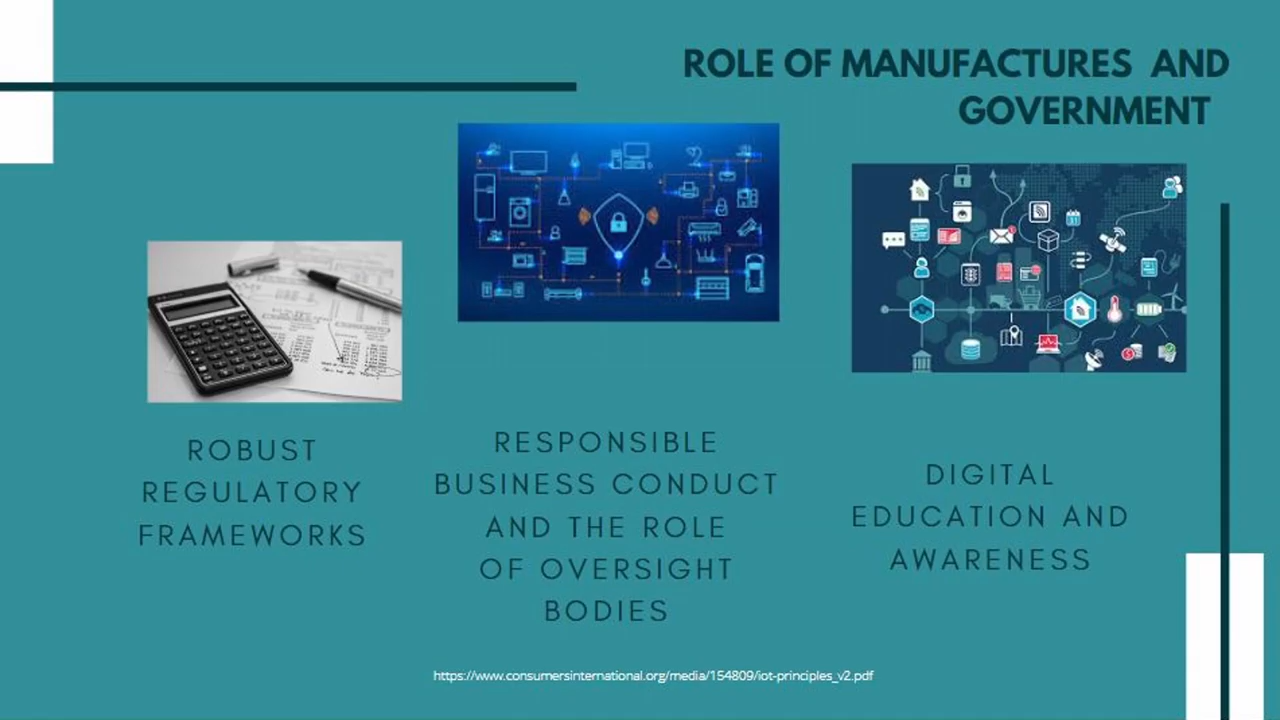 ROLE OF MANUFACTURES AND
GOVERNMENT
ROBUST
REGULATORY
FRAMEWORKS
RESPONSIBLE
BUSINESS CONDUCT
AND THE ROLE
OF OVERSIGHT
BODIES
DIGITAL
EDUCATION AND
AWARENESS
https://www.consumersinternational.org/media/154809/iot-principles_v2.pdf